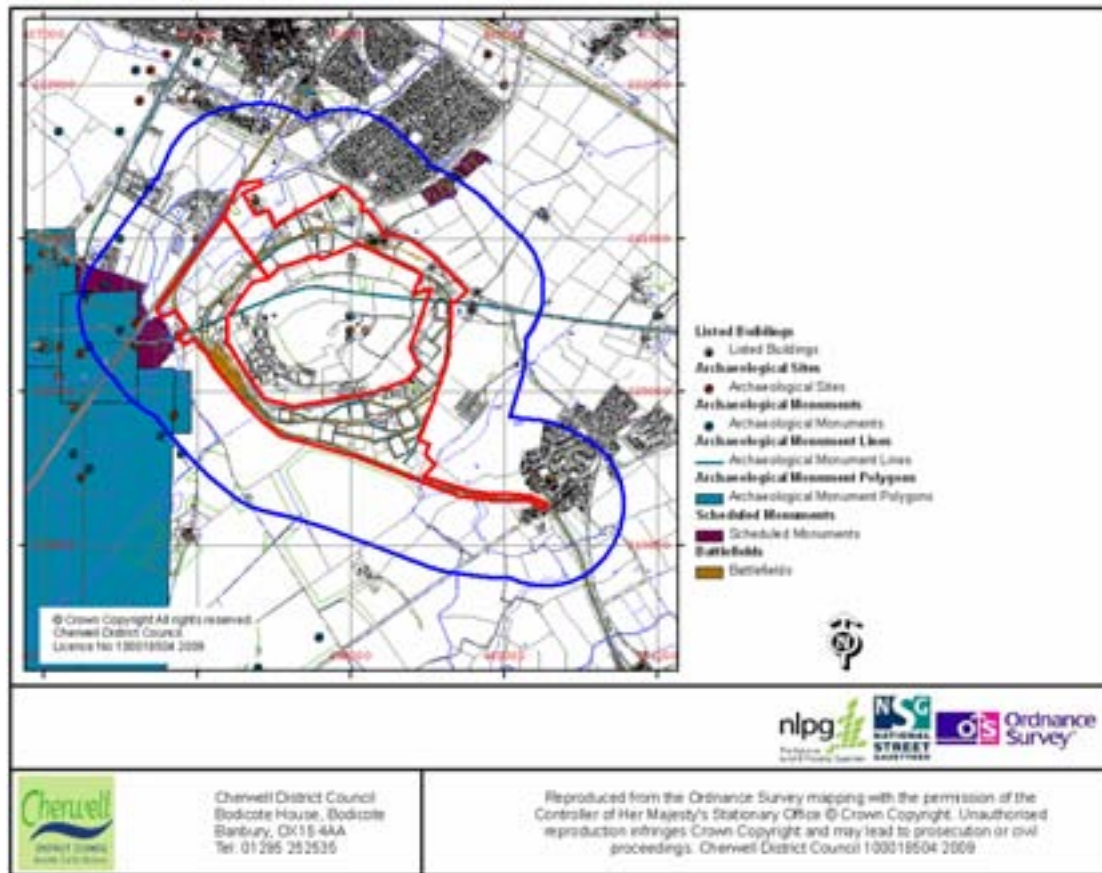 Listed Buildings
Listed Buildings
Archaeological Sites
Archaeological Sites
Archaeological Monuments
Archaeological Monuments
Archaeological Monument Lines
Archaeological Monument Lines
Archaeological Monument Polygons
Archaeological Monument Polygons
Scheduled Monuments
Scheduled Monuments
Battlefields
Battlefields
© Crown Copyright All rights reserved.
Cherwell District Council
Licence No 100018504 2009
N
nlpg
NSG
NATIONAL
STREET
GAZETTEER
OS
Ordnance
Survey
Cherwell
DISTRICT COUNCIL
Cherwell District Council
Bodicote House, Bodicote
Banbury, OX15 4AA
Tel: 01295 252535
Reproduced from the Ordnance Survey mapping with the permission of the
Controller of Her Majesty's Stationary Office © Crown Copyright. Unauthorised
reproduction infringes Crown Copyright and may lead to prosecution or civil
proceedings. Cherwell District Council 100018504 2009